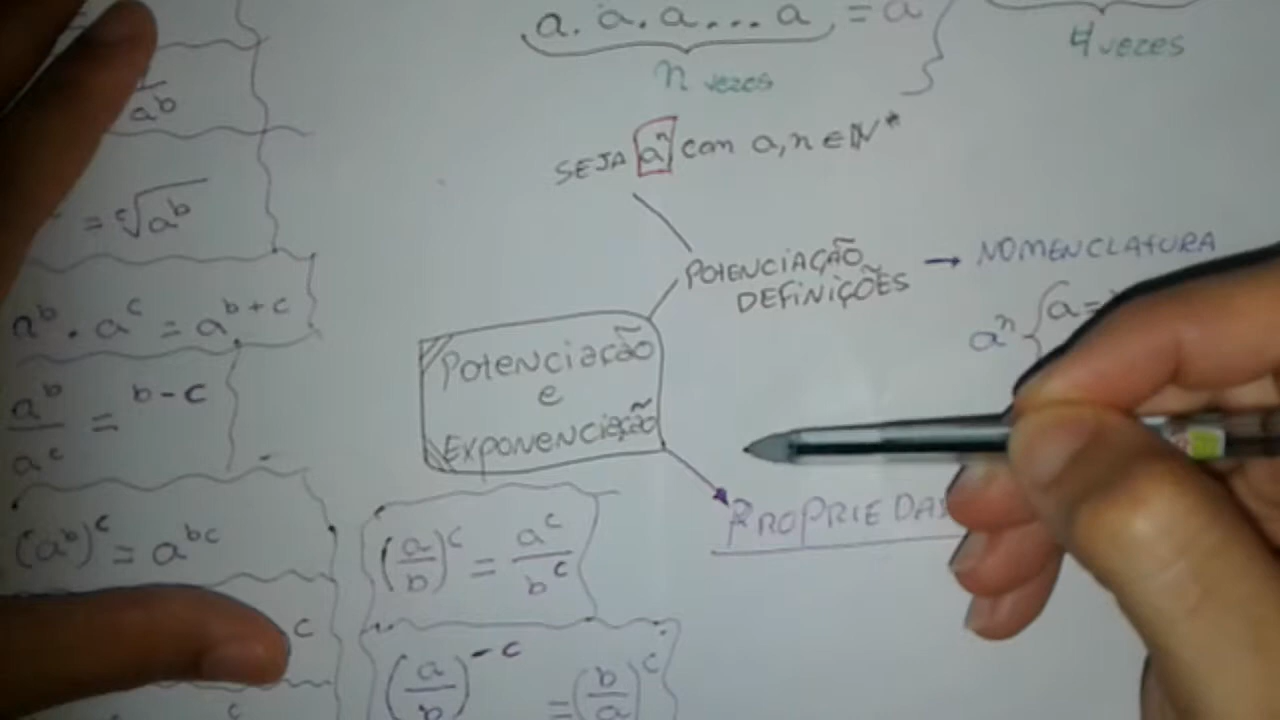 a. a. a... a = a
n vezes
4 vezes
SEJA aⁿ com a, n ∈ ℕ*
POTENCIAÇÃO → NOMENCLATURA
DEFINIÇÕES
aⁿ { a =
Potenciação
e
Exponenciação
PROPRIEDA
aᵇ
= ᶜ√aᵇ
aᵇ . aᶜ = aᵇ⁺ᶜ
aᵇ/aᶜ = ᵇ⁻ᶜ
(aᵇ)ᶜ = aᵇᶜ
c
c
(a/b)ᶜ = aᶜ/bᶜ
(a/b)⁻ᶜ = (b/a)ᶜ